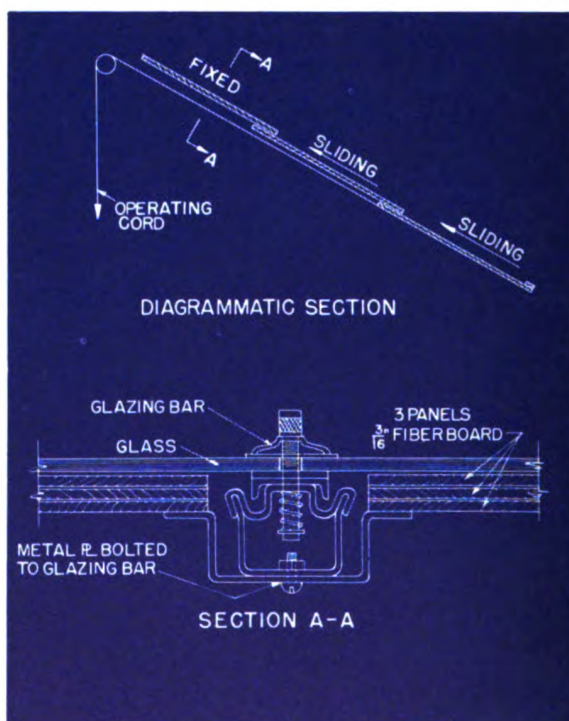 A
FIXED
A
SLIDING
SLIDING
OPERATING
CORD
DIAGRAMMATIC SECTION
GLAZING BAR
GLASS
3 PANELS
3/16" FIBER BOARD
METAL ⅊ BOLTED
TO GLAZING BAR
SECTION A-A